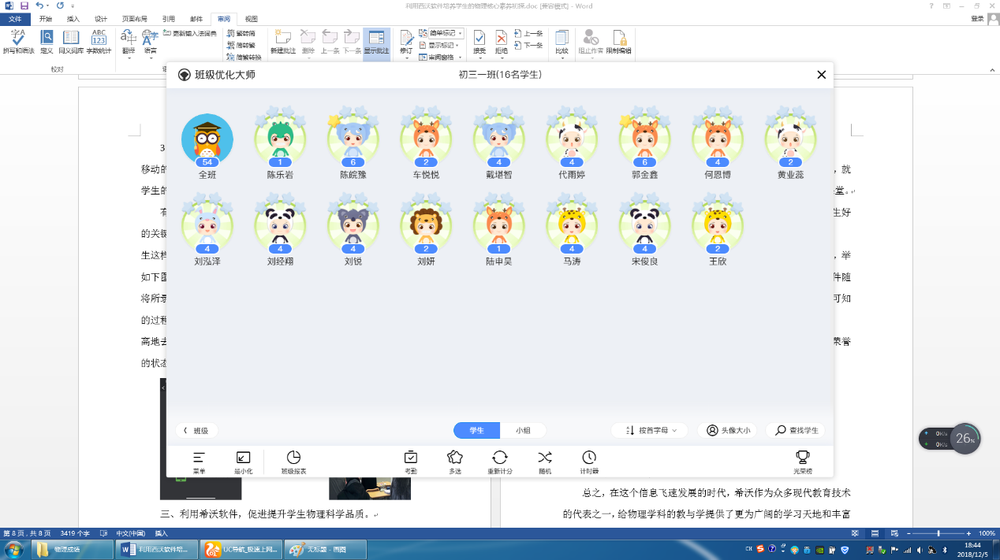 利用西沃软件培养学生的物理核心素养初探.doc [兼容模式] - Word
登录
文件 开始 插入 设计 页面布局 引用 邮件 审阅 视图
拼写和语法 定义 同义词库 字数统计
ABC
123
校对
翻译 语言
更新输入法词典
繁转简
简转繁
简繁转换
新建批注 删除 上一条 下一条 显示批注
修订
简单标记
显示标记
审阅窗格
接受 拒绝
上一条
下一条
比较
阻止作者 限制编辑
班级优化大师
初三一班(16名学生)
54 1 6 2 4 4 6 4 2
全班 陈乐岩 陈皖豫 车悦悦 戴堪智 代雨婷 郭金鑫 何恩博 黄业蕊
4 4 4 2 1 4 4 2
刘泓洋 刘经翔 刘锐 刘妍 陆申昊 马涛 宋俊良 王欣
班级
学生 小组
按首字母 头像大小 查找学生
菜单 最小化 班级报表 考勤 多选 重新计分 随机 计时器 光荣榜
3
移动的
学生的
有
的关键
生这样
如下图
将所录
的过程
高地去
的状态
，就
堂。
生好
，举
件随
可知
荣誉
三、利用希沃软件，促进提升学生物理科学品质。
总之，在这个信息飞速发展的时代，希沃作为众多现代教育技术
的代表之一，给物理学科的教与学提供了更为广阔的学习天地和丰富
0K/s
0K/s
26%
第 8 页，共 8 页 3419 个字 中文(中国) 插入
100%
物理成绩
利用西沃软件培...
UC导航_极速上网...
无标题 - 画图
CH
18:44
2018/12/5